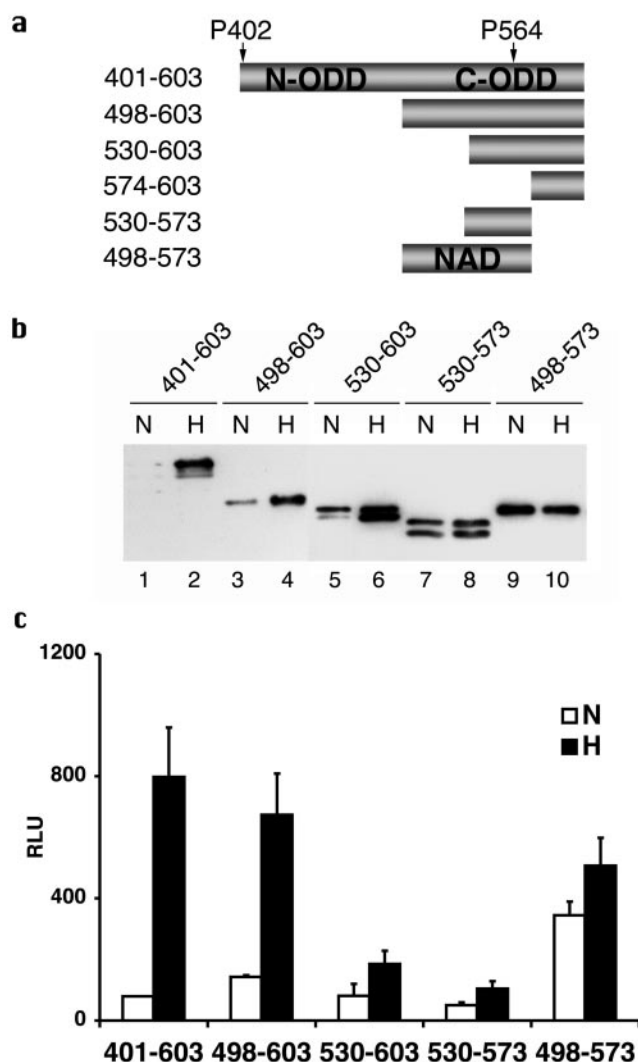 a
P402 P564
401-603 N-ODD C-ODD
498-603
530-603
574-603
530-573
498-573 NAD
b
401-603 498-603 530-603 530-573 498-573
N H N H N H N H N H
1 2 3 4 5 6 7 8 9 10
c
1200
N
H
800
RLU
400
0
401-603 498-603 530-603 530-573 498-573